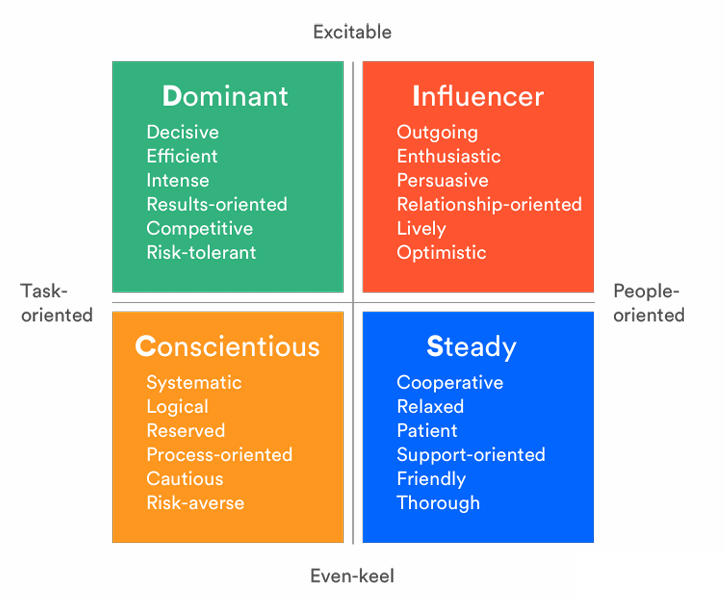 Excitable
Dominant
Decisive
Efficient
Intense
Results-oriented
Competitive
Risk-tolerant
Influencer
Outgoing
Enthusiastic
Persuasive
Relationship-oriented
Lively
Optimistic
Task-
oriented
People-
oriented
Conscientious
Systematic
Logical
Reserved
Process-oriented
Cautious
Risk-averse
Steady
Cooperative
Relaxed
Patient
Support-oriented
Friendly
Thorough
Even-keel